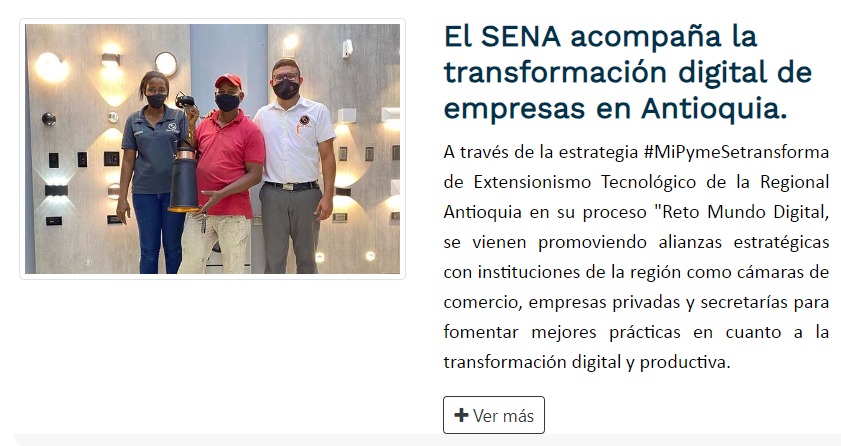 El SENA acompaña la
transformación digital de
empresas en Antioquia.
A través de la estrategia #MiPymeSetransforma
de Extensionismo Tecnológico de la Regional
Antioquia en su proceso "Reto Mundo Digital,
se vienen promoviendo alianzas estratégicas
con instituciones de la región como cámaras de
comercio, empresas privadas y secretarías para
fomentar mejores prácticas en cuanto a la
transformación digital y productiva.
+ Ver más